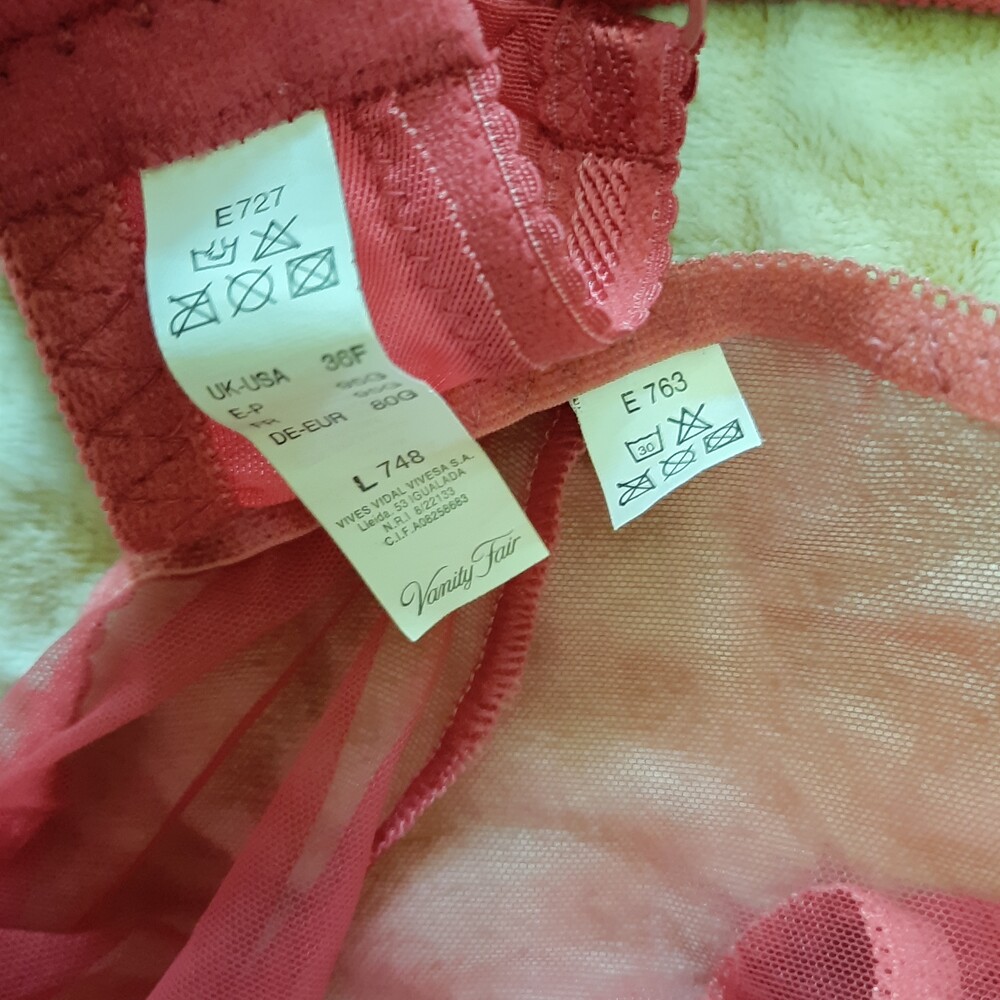 E727
UK-USA 36F
E-P 95G
FR 95G
DE-EUR 80G
L 748
VIVES VIDAL VIVESA S.A.
Lleida, 53 IGUALADA
N.R.I. 8/22133
C.I.F. A08258683
Vanity Fair
E 763
30